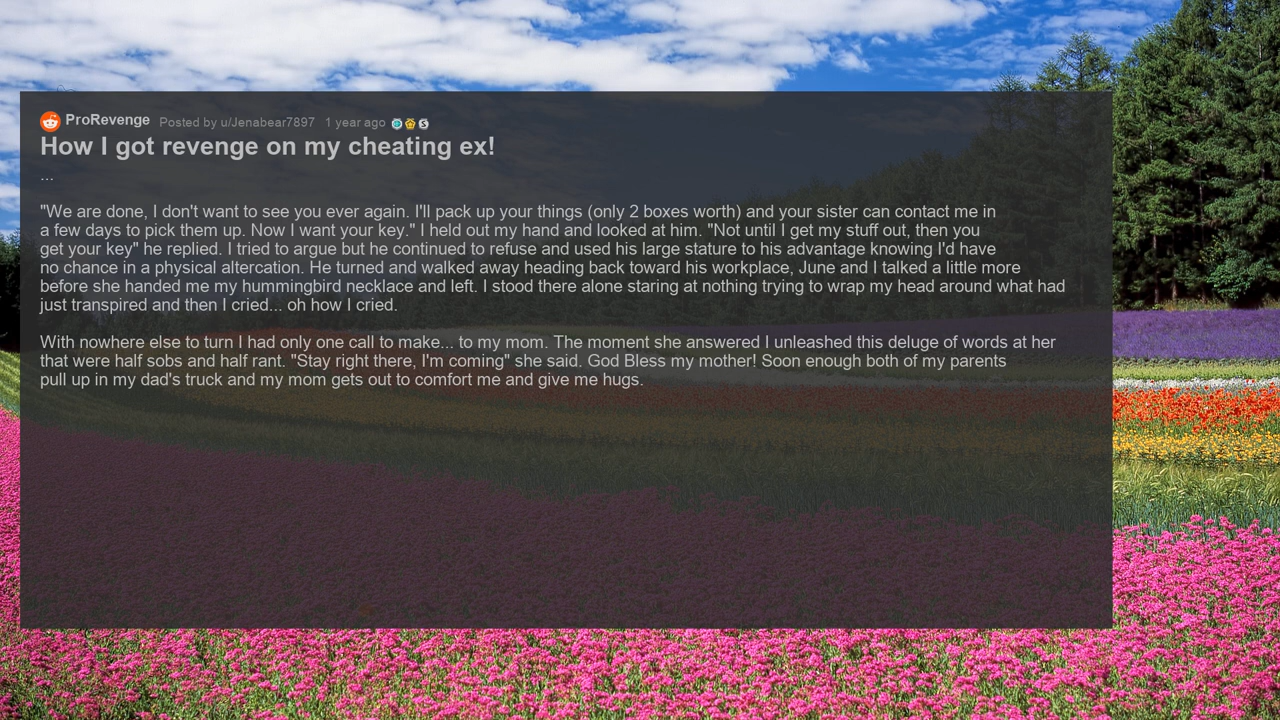 ProRevenge Posted by u/Jenabear7897 1 year ago
How I got revenge on my cheating ex!
...
"We are done, I don't want to see you ever again. I'll pack up your things (only 2 boxes worth) and your sister can contact me in
a few days to pick them up. Now I want your key." I held out my hand and looked at him. "Not until I get my stuff out, then you
get your key" he replied. I tried to argue but he continued to refuse and used his large stature to his advantage knowing I'd have
no chance in a physical altercation. He turned and walked away heading back toward his workplace, June and I talked a little more
before she handed me my hummingbird necklace and left. I stood there alone staring at nothing trying to wrap my head around what had
just transpired and then I cried... oh how I cried.
With nowhere else to turn I had only one call to make... to my mom. The moment she answered I unleashed this deluge of words at her
that were half sobs and half rant. "Stay right there, I'm coming" she said. God Bless my mother! Soon enough both of my parents
pull up in my dad's truck and my mom gets out to comfort me and give me hugs.